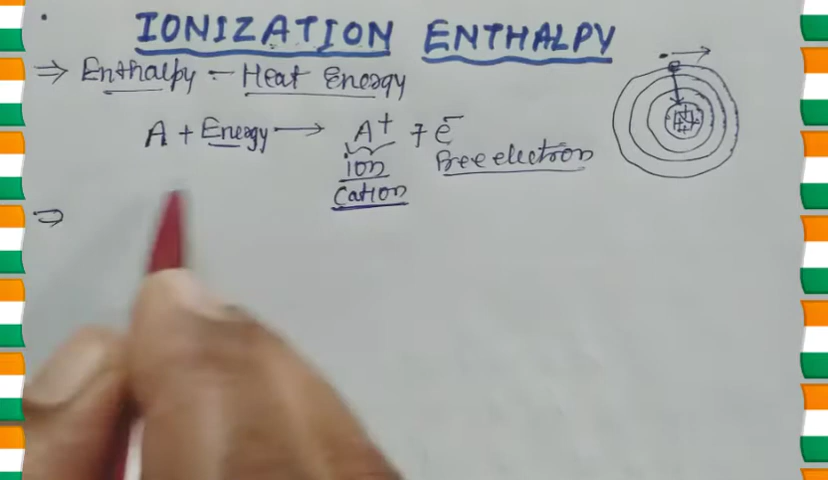 IONIZATION ENTHALPY
⇒ Enthalpy - Heat Energy
A + Energy ⟶ A⁺ + e⁻
ion Free electron
Cation
⇒